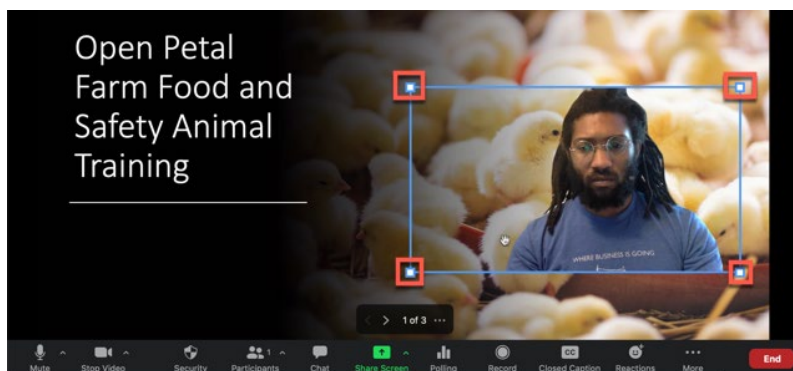 Open Petal
Farm Food and
Safety Animal
Training
WHERE BUSINESS IS GOING
1 of 3 ···
1
CC
Mute
Stop Video
Security
Participants
Chat
Share Screen
Polling
Record
Closed Caption
Reactions
More
End